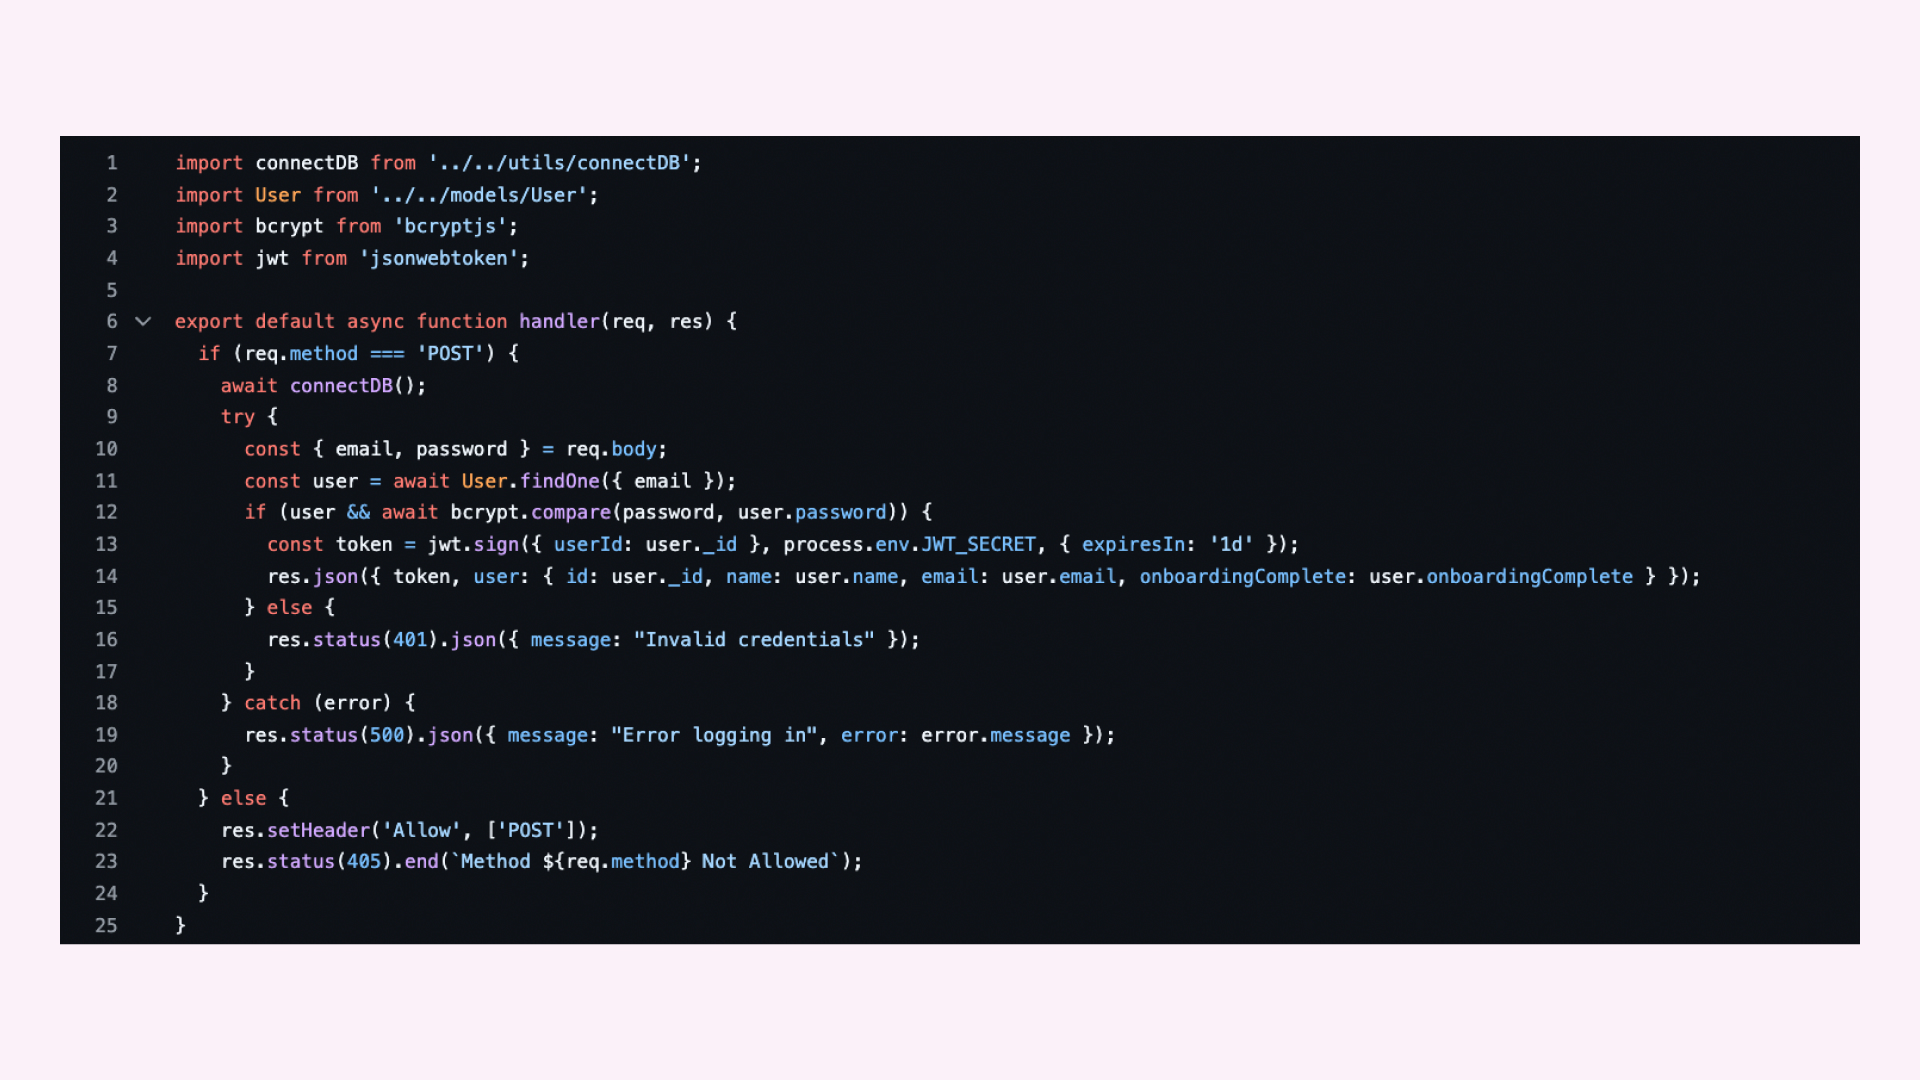 1 import connectDB from '../../utils/connectDB';
2 import User from '../../models/User';
3 import bcrypt from 'bcryptjs';
4 import jwt from 'jsonwebtoken';
5
6 export default async function handler(req, res) {
7 if (req.method === 'POST') {
8 await connectDB();
9 try {
10 const { email, password } = req.body;
11 const user = await User.findOne({ email });
12 if (user && await bcrypt.compare(password, user.password)) {
13 const token = jwt.sign({ userId: user._id }, process.env.JWT_SECRET, { expiresIn: '1d' });
14 res.json({ token, user: { id: user._id, name: user.name, email: user.email, onboardingComplete: user.onboardingComplete } });
15 } else {
16 res.status(401).json({ message: "Invalid credentials" });
17 }
18 } catch (error) {
19 res.status(500).json({ message: "Error logging in", error: error.message });
20 }
21 } else {
22 res.setHeader('Allow', ['POST']);
23 res.status(405).end(`Method ${req.method} Not Allowed`);
24 }
25 }